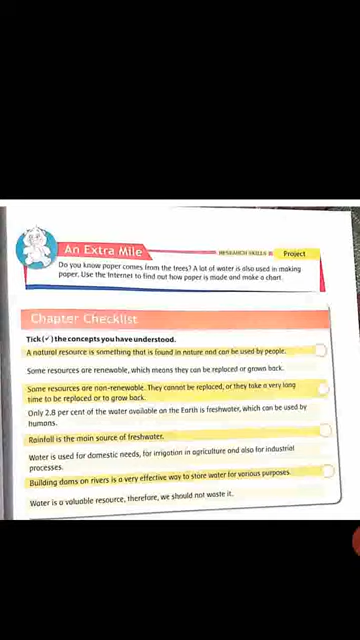 An Extra Mile
RESEARCH SKILLS
Project
Do you know paper comes from the trees? A lot of water is also used in making
paper. Use the Internet to find out how paper is made and make a chart.
Chapter Checklist
Tick (✓) the concepts you have understood.
A natural resource is something that is found in nature and can be used by people.
Some resources are renewable, which means they can be replaced or grown back.
Some resources are non-renewable. They cannot be replaced, or they take a very long
time to be replaced or to grow back.
Only 2.8 per cent of the water available on the Earth is freshwater, which can be used by
humans.
Rainfall is the main source of freshwater.
Water is used for domestic needs, for irrigation in agriculture and also for industrial
processes.
Building dams on rivers is a very effective way to store water for various purposes.
Water is a valuable resource, therefore, we should not waste it.